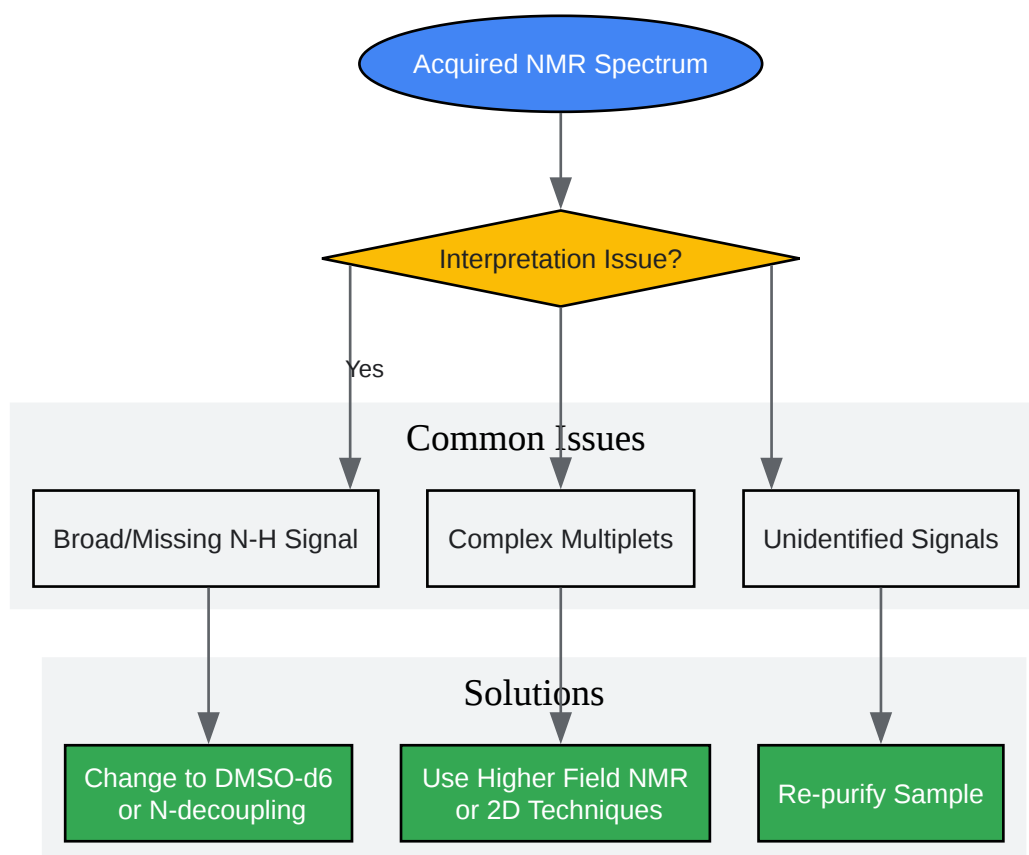 Acquired NMR Spectrum
Interpretation Issue?
Yes
Common Issues
Broad/Missing N-H Signal
Complex Multiplets
Unidentified Signals
Solutions
Change to DMSO-d6
or N-decoupling
Use Higher Field NMR
or 2D Techniques
Re-purify Sample